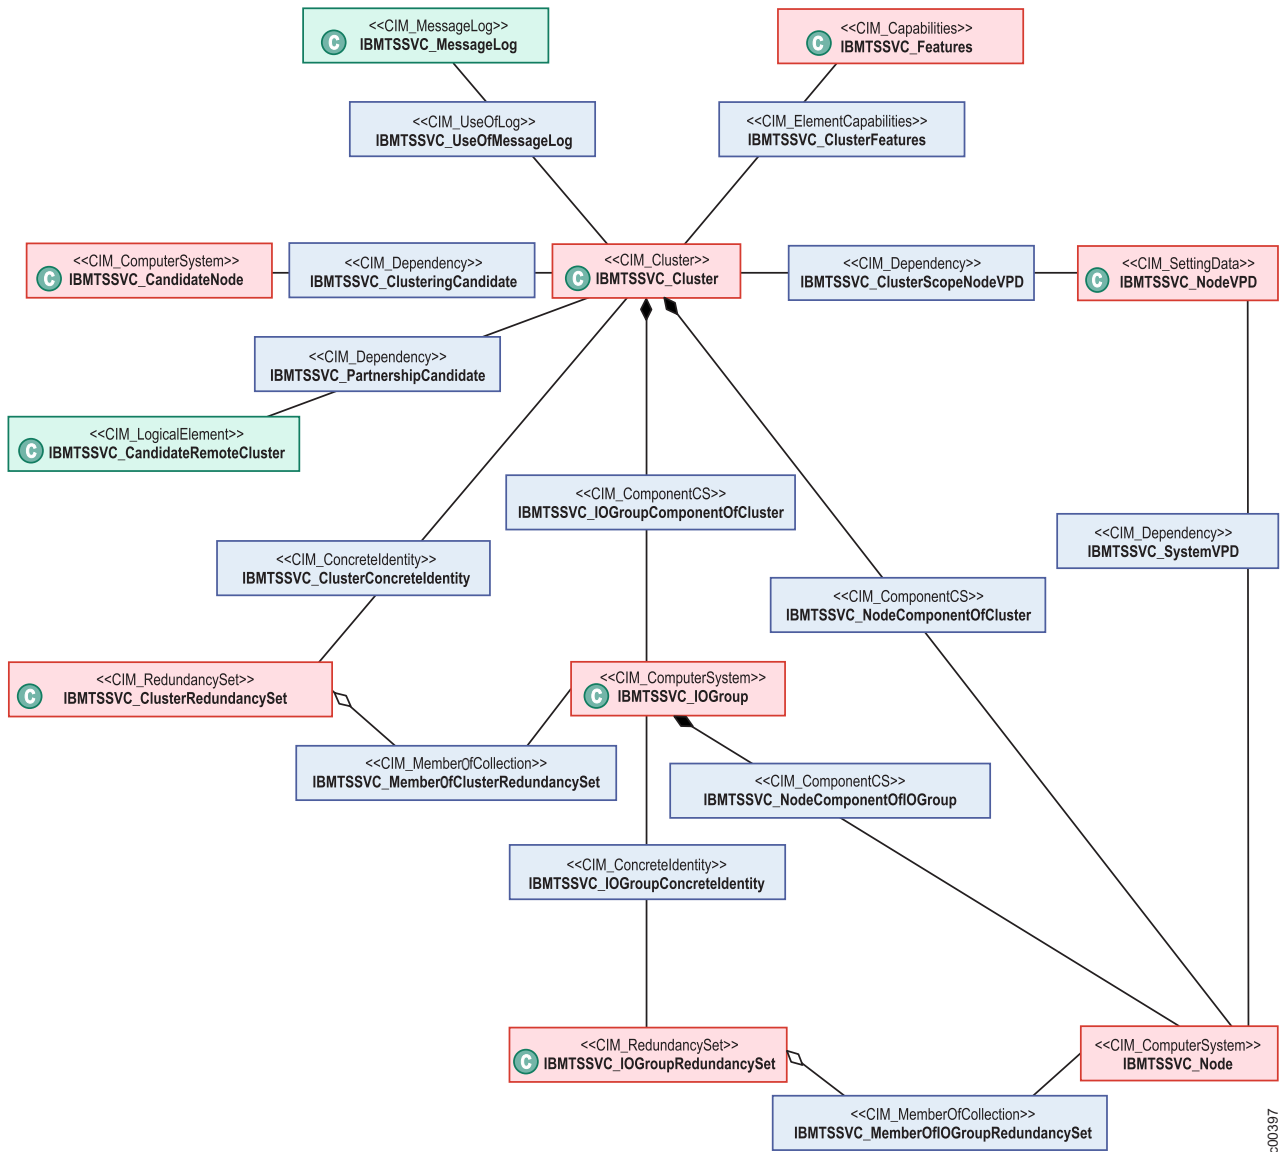 <<CIM_MessageLog>>
C
IBMTSSVC_MessageLog
<<CIM_Capabilities>>
C
IBMTSSVC_Features
<<CIM_UseOfLog>>
IBMTSSVC_UseOfMessageLog
<<CIM_ElementCapabilities>>
IBMTSSVC_ClusterFeatures
<<CIM_ComputerSystem>>
C
IBMTSSVC_CandidateNode
<<CIM_Dependency>>
IBMTSSVC_ClusteringCandidate
<<CIM_Cluster>>
C
IBMTSSVC_Cluster
<<CIM_Dependency>>
IBMTSSVC_ClusterScopeNodeVPD
<<CIM_SettingData>>
C
IBMTSSVC_NodeVPD
<<CIM_Dependency>>
IBMTSSVC_PartnershipCandidate
<<CIM_LogicalElement>>
C
IBMTSSVC_CandidateRemoteCluster
<<CIM_ComponentCS>>
IBMTSSVC_IOGroupComponentOfCluster
<<CIM_Dependency>>
IBMTSSVC_SystemVPD
<<CIM_ConcreteIdentity>>
IBMTSSVC_ClusterConcreteIdentity
<<CIM_ComponentCS>>
IBMTSSVC_NodeComponentOfCluster
<<CIM_RedundancySet>>
C
IBMTSSVC_ClusterRedundancySet
<<CIM_ComputerSystem>>
C
IBMTSSVC_IOGroup
<<CIM_MemberOfCollection>>
IBMTSSVC_MemberOfClusterRedundancySet
<<CIM_ComponentCS>>
IBMTSSVC_NodeComponentOfIOGroup
<<CIM_ConcreteIdentity>>
IBMTSSVC_IOGroupConcreteIdentity
<<CIM_RedundancySet>>
C
IBMTSSVC_IOGroupRedundancySet
<<CIM_ComputerSystem>>
IBMTSSVC_Node
<<CIM_MemberOfCollection>>
IBMTSSVC_MemberOfIOGroupRedundancySet
c00397